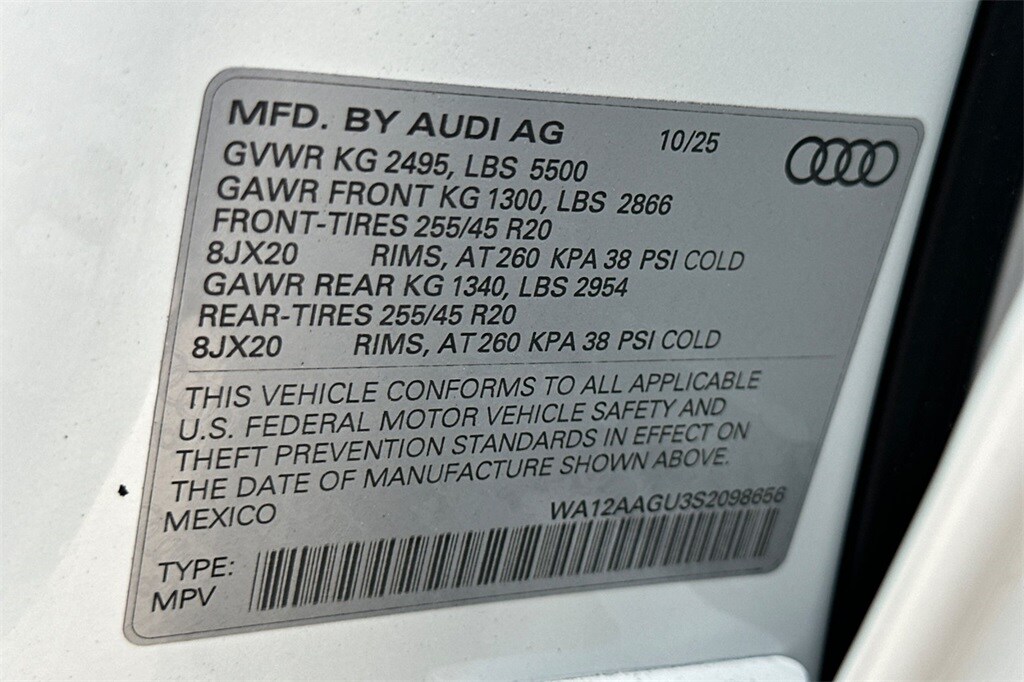 MFD. BY AUDI AG 10/25
GVWR KG 2495, LBS 5500
GAWR FRONT KG 1300, LBS 2866
FRONT-TIRES 255/45 R20
8JX20 RIMS, AT 260 KPA 38 PSI COLD
GAWR REAR KG 1340, LBS 2954
REAR-TIRES 255/45 R20
8JX20 RIMS, AT 260 KPA 38 PSI COLD
THIS VEHICLE CONFORMS TO ALL APPLICABLE
U.S. FEDERAL MOTOR VEHICLE SAFETY AND
THEFT PREVENTION STANDARDS IN EFFECT ON
THE DATE OF MANUFACTURE SHOWN ABOVE.
MEXICO WA12AAGU3S2098656
TYPE:
MPV